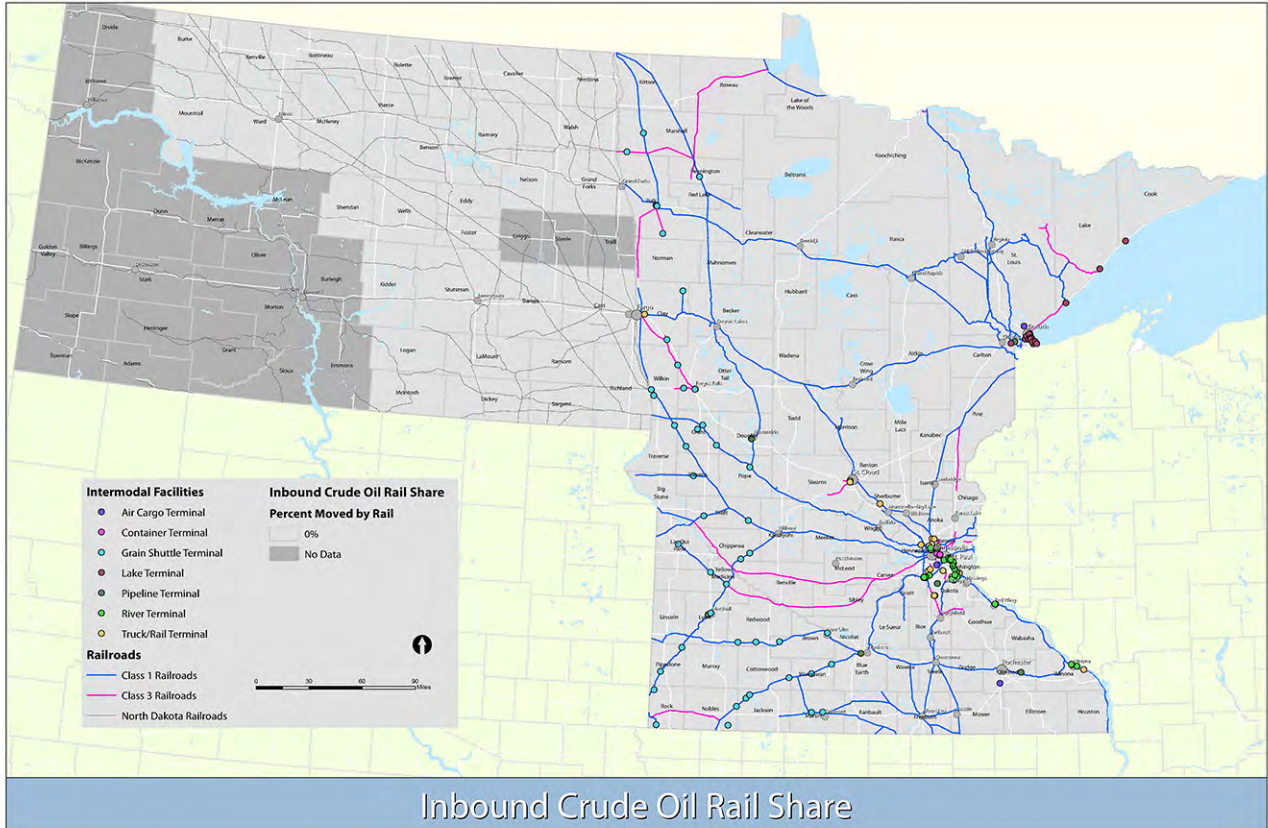 Divide
Burke
Renville
Bottineau
Rolette
Towner
Cavalier
Pembina
Kittson
Roseau
Lake of
the Woods
Williams
Mountrail
Ward
McHenry
Pierce
Ramsey
Walsh
Marshall
Koochiching
Benson
Nelson
Grand
Forks
Pennington
Red Lake
Beltrami
Cook
McKenzie
McLean
Sheridan
Wells
Eddy
Polk
Lake
Dunn
Mercer
Foster
Griggs
Steele
Traill
Clearwater
Itasca
St.
Louis
Golden
Valley
Billings
Oliver
Norman
Mahnomen
Stark
Burleigh
Kidder
Stutsman
Barnes
Cass
Clay
Becker
Hubbard
Cass
Morton
Slope
Hettinger
Grant
Logan
LaMoure
Ransom
Wilkin
Otter
Tail
Wadena
Crow
Wing
Aitkin
Carlton
Bowman
Adams
Sioux
Emmons
McIntosh
Dickey
Sargent
Richland
Fergus Falls
Todd
Morrison
Mille
Lacs
Kanabec
Pine
Traverse
Grant
Douglas
Benton
Big
Stone
Pope
Stearns
Sherburne
Isanti
Chisago
Swift
Kandiyohi
Meeker
Wright
Anoka
Lac Qui
Parle
Chippewa
McLeod
Carver
Hennepin
Washington
Yellow
Medicine
Renville
Sibley
Scott
Dakota
Lincoln
Lyon
Redwood
Brown
Nicollet
Le Sueur
Rice
Goodhue
Wabasha
Pipestone
Murray
Cottonwood
Watonwan
Blue
Earth
Waseca
Steele
Dodge
Rochester
Winona
Rock
Nobles
Jackson
Faribault
Freeborn
Mower
Fillmore
Houston
Intermodal Facilities
Air Cargo Terminal
Container Terminal
Grain Shuttle Terminal
Lake Terminal
Pipeline Terminal
River Terminal
Truck/Rail Terminal
Railroads
Class 1 Railroads
Class 3 Railroads
North Dakota Railroads
Inbound Crude Oil Rail Share
Percent Moved by Rail
0%
No Data
0 30 60 90
Miles
Inbound Crude Oil Rail Share